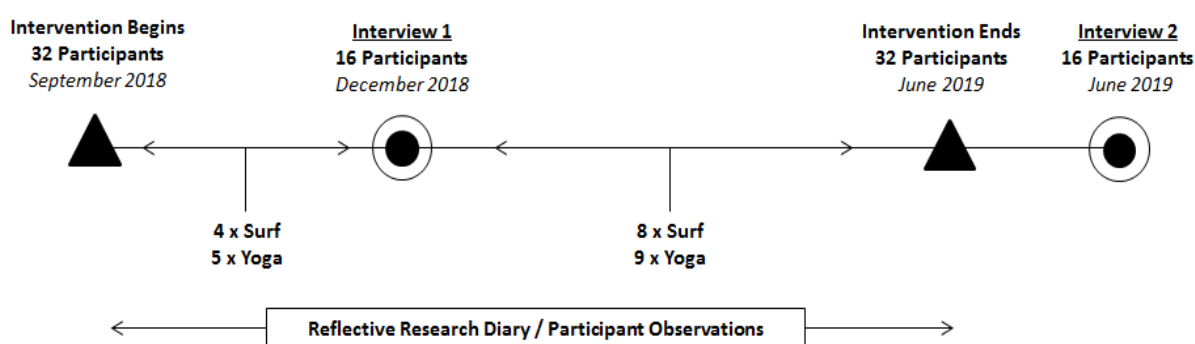 Intervention Begins
32 Participants
September 2018
Interview 1
16 Participants
December 2018
Intervention Ends
32 Participants
June 2019
Interview 2
16 Participants
June 2019
4 x Surf
5 x Yoga
8 x Surf
9 x Yoga
Reflective Research Diary / Participant Observations